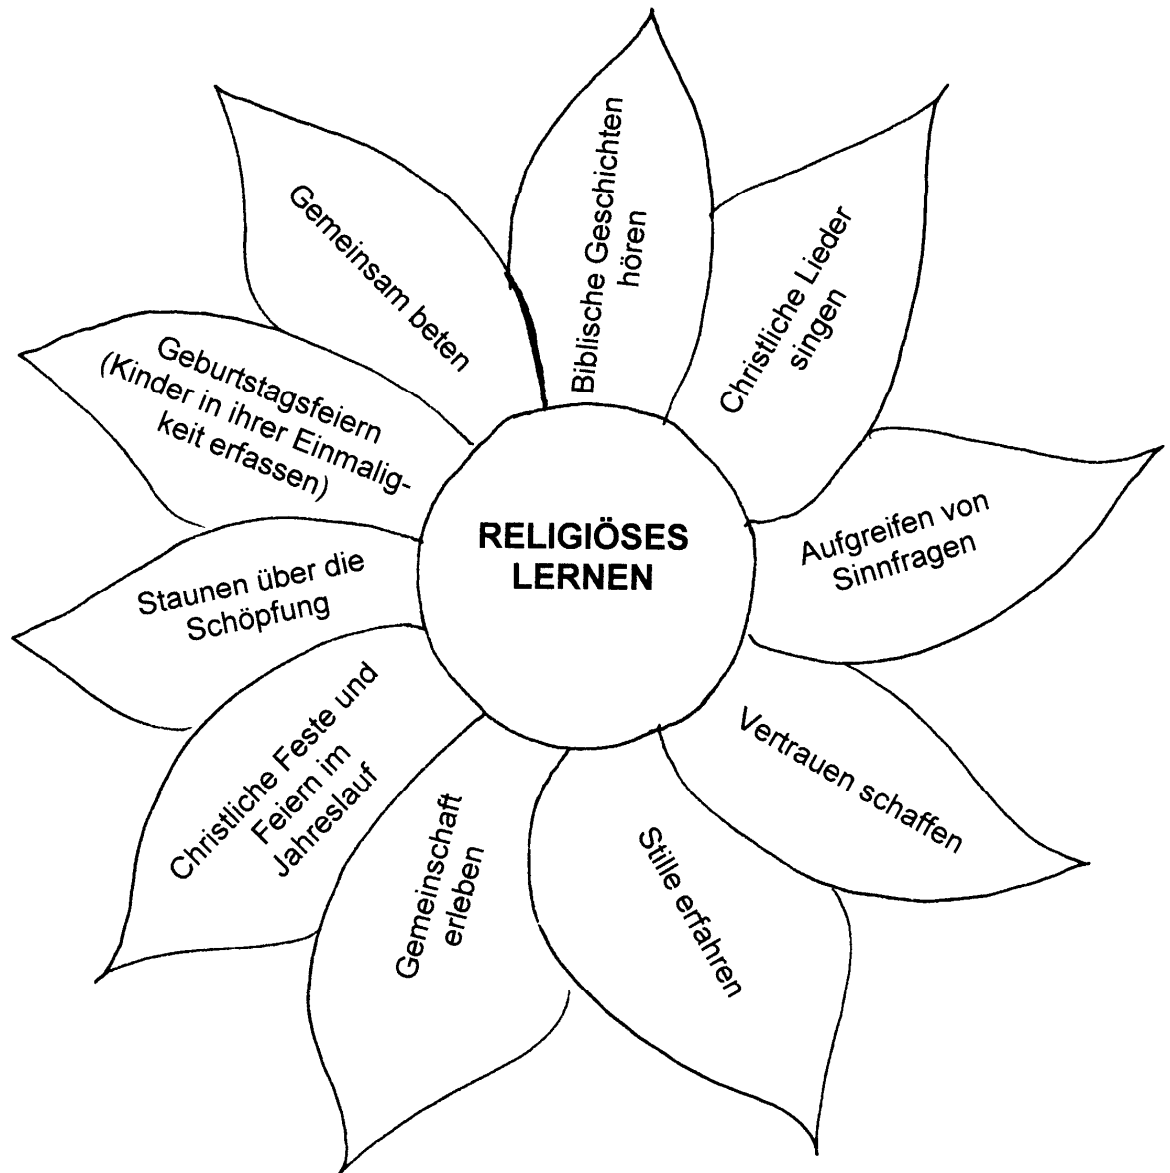 RELIGIÖSES
LERNEN
Biblische Geschichten
hören
Christliche Lieder
singen
Aufgreifen von
Sinnfragen
Vertrauen schaffen
Stille erfahren
Gemeinschaft
erleben
Christliche Feste und
Feiern im
Jahreslauf
Staunen über die
Schöpfung
Geburtstagsfeiern
(Kinder in ihrer Einmalig-
keit erfassen)
Gemeinsam beten